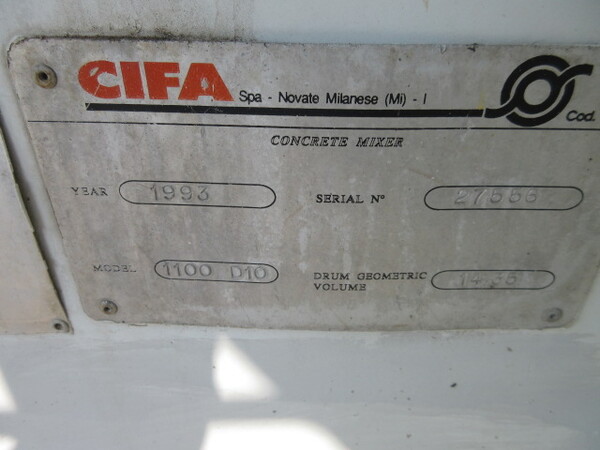 CIFA Spa - Novate Milanese (Mi) - I
Cod.
CONCRETE MIXER
YEAR 1993 SERIAL N°
MODEL 1100 D10 DRUM GEOMETRIC
VOLUME